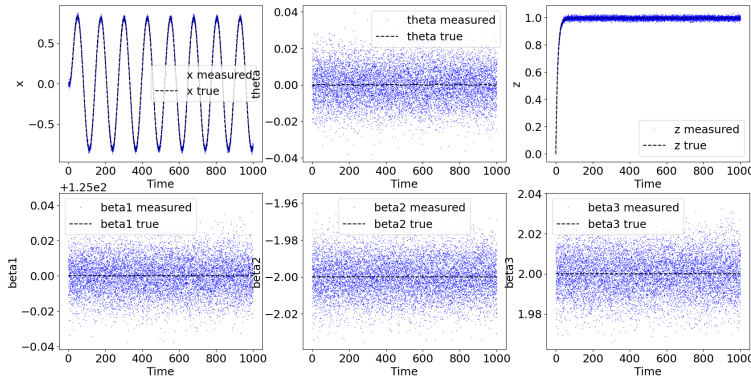 x
0.5
0.0
−0.5
x measured
x true
0 200 400 600 800 1000
Time
theta
0.04
0.02
0.00
−0.02
−0.04
theta measured
theta true
0 200 400 600 800 1000
Time
z
1.0
0.8
0.6
0.4
0.2
0.0
z measured
z true
0 200 400 600 800 1000
Time
+1.25e2
beta1
0.04
0.02
0.00
−0.02
−0.04
beta1 measured
beta1 true
0 200 400 600 800 1000
Time
beta2
−1.96
−1.98
−2.00
−2.02
beta2 measured
beta2 true
0 200 400 600 800 1000
Time
beta3
2.04
2.02
2.00
1.98
beta3 measured
beta3 true
0 200 400 600 800 1000
Time